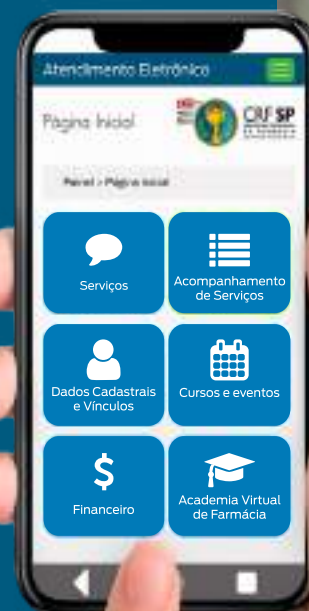 Atendimento Eletrônico
Página Inicial
CRF SP
Painel > Página Inicial
Serviços
Acompanhamento
de Serviços
Dados Cadastrais
e Vínculos
Cursos e eventos
Financeiro
Academia Virtual
de Farmácia